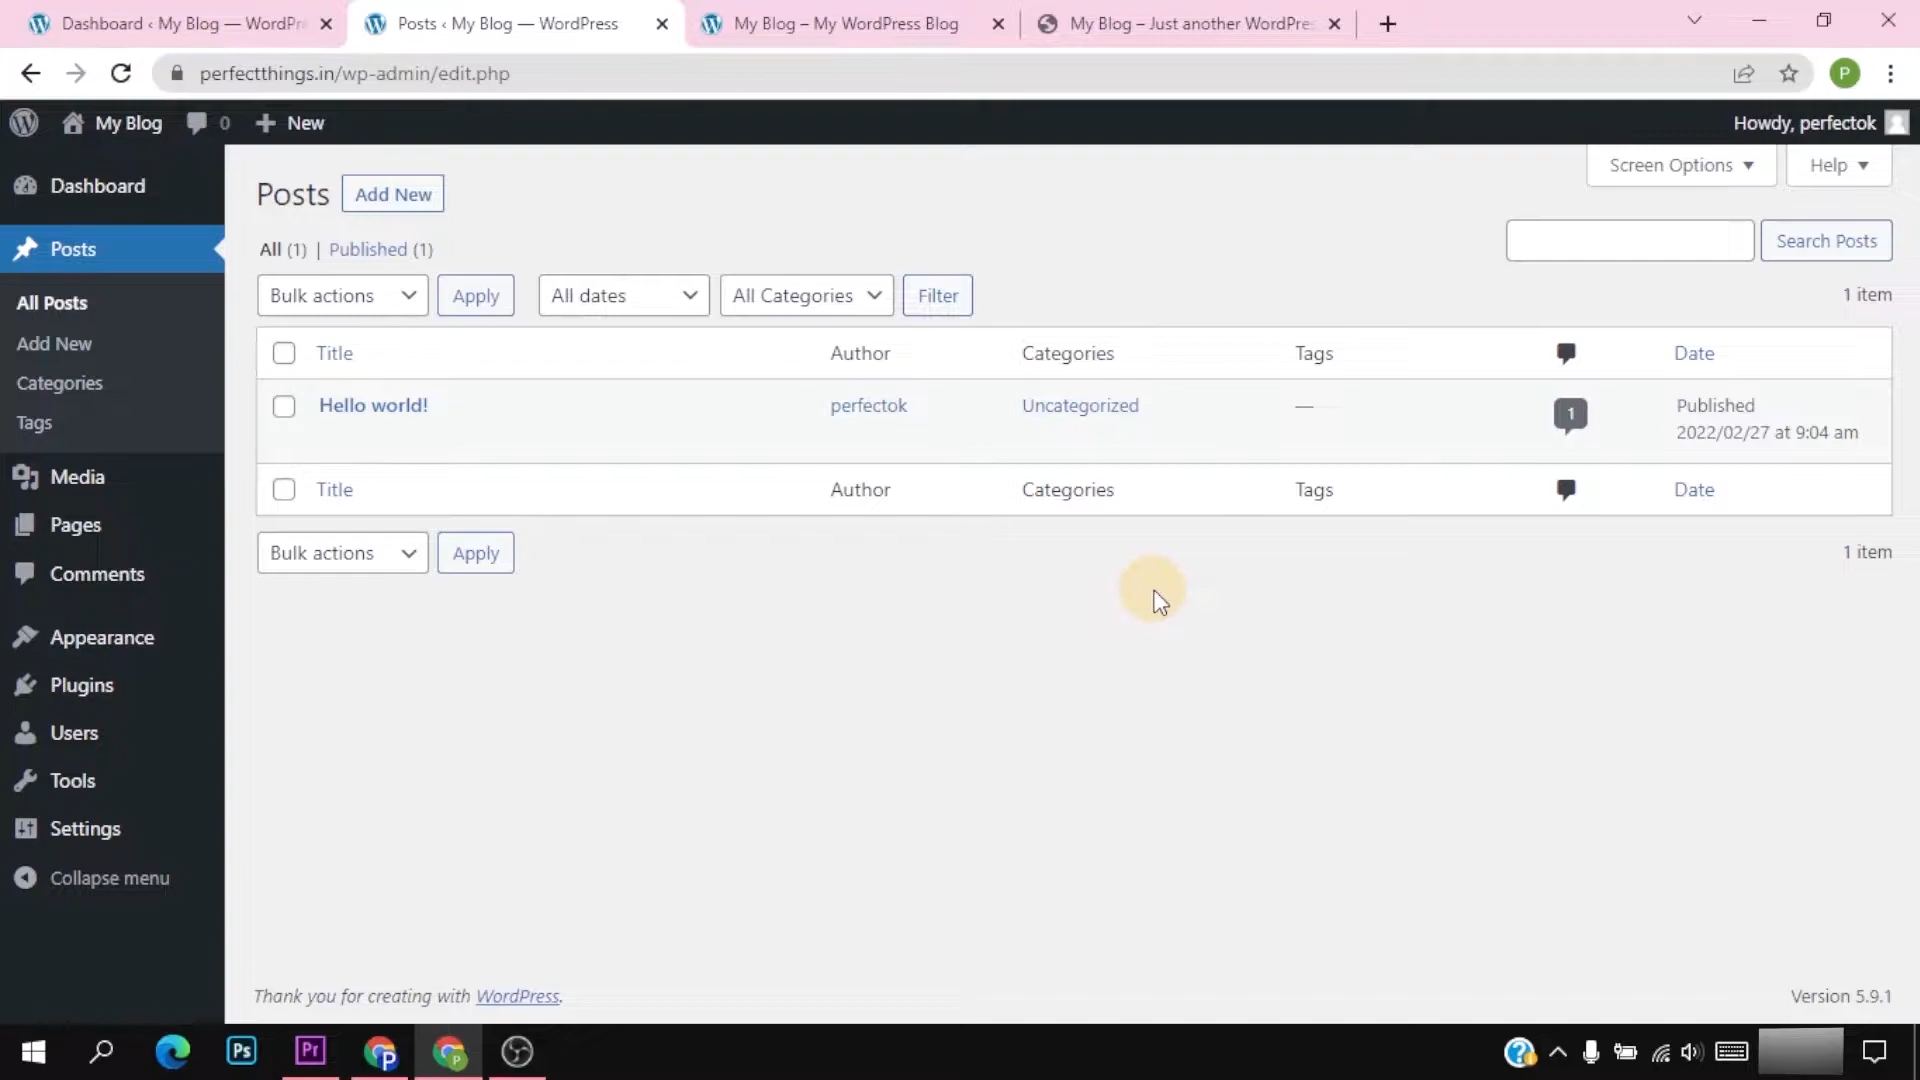 Dashboard ‹ My Blog — WordPr
Posts ‹ My Blog — WordPress
My Blog – My WordPress Blog
My Blog – Just another WordPres
perfectthings.in/wp-admin/edit.php
P
My Blog
0
New
Howdy, perfectok
Dashboard
Posts
All Posts
Add New
Categories
Tags
Media
Pages
Comments
Appearance
Plugins
Users
Tools
Settings
Collapse menu
Screen Options
Help
Posts
Add New
All (1) | Published (1)
Search Posts
Bulk actions
Apply
All dates
All Categories
Filter
1 item
Title
Author
Categories
Tags
Date
Hello world!
perfectok
Uncategorized
—
1
Published
2022/02/27 at 9:04 am
Title
Author
Categories
Tags
Date
Bulk actions
Apply
1 item
Thank you for creating with WordPress.
Version 5.9.1
Ps
Pr
P
P
?